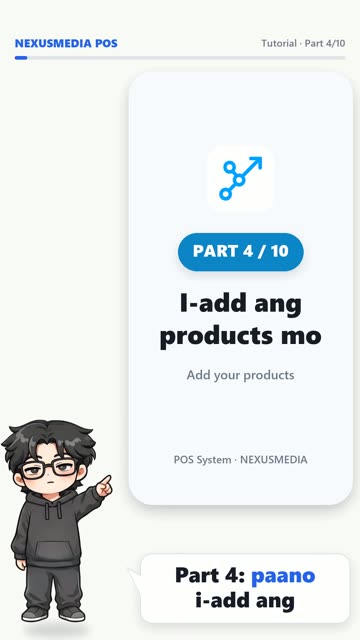 NEXUSMEDIA POS
Tutorial · Part 4/10
PART 4 / 10
I-add ang
products mo
Add your products
POS System · NEXUSMEDIA
Part 4: paano
i-add ang